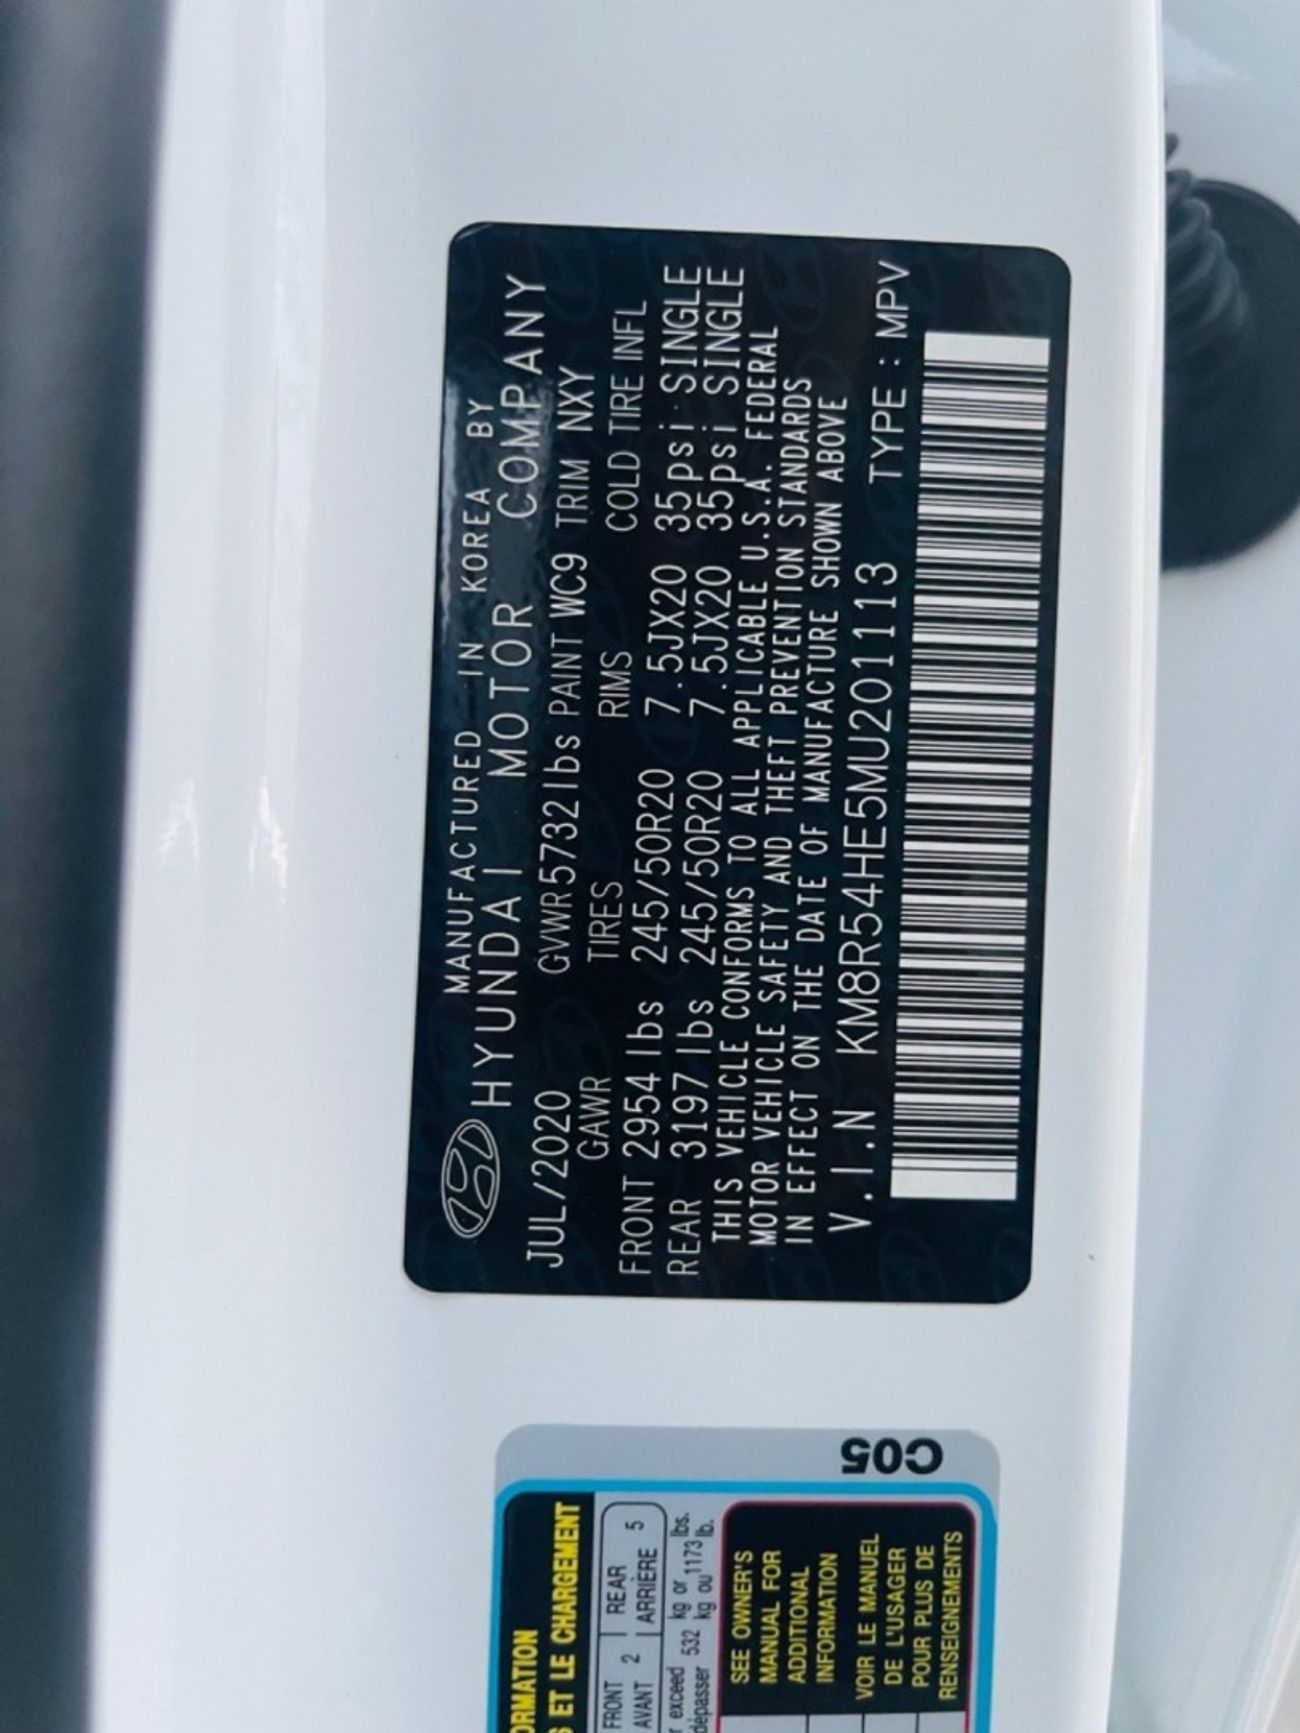 MANUFACTURED IN KOREA BY
HYUNDAI MOTOR COMPANY
JUL/2020 GVWR 5732 lbs PAINT WC9 TRIM NXY
GAWR TIRES RIMS COLD TIRE INFL
FRONT 2954 lbs 245/50R20 7.5JX20 35psi SINGLE
REAR 3197 lbs 245/50R20 7.5JX20 35psi SINGLE
THIS VEHICLE CONFORMS TO ALL APPLICABLE U.S.A. FEDERAL
MOTOR VEHICLE SAFETY AND THEFT PREVENTION STANDARDS
IN EFFECT ON THE DATE OF MANUFACTURE SHOWN ABOVE
V.I.N KM8R54HE5MU201113 TYPE : MPV
C05
ORMATION
S ET LE CHARGEMENT
FRONT 2 REAR 5
AVANT ARRIÈRE
r exceed 532 kg or 1173 lbs.
dépasser kg ou lb.
SEE OWNER'S
MANUAL FOR
ADDITIONAL
INFORMATION
VOIR LE MANUEL
DE L'USAGER
POUR PLUS DE
RENSEIGNEMENTS